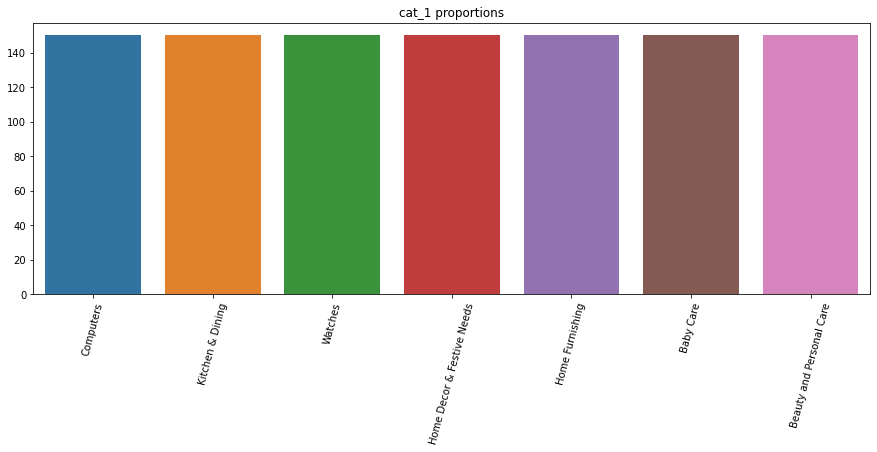 cat_1 proportions
140
120
100
80
60
40
20
0
Computers
Kitchen & Dining
Watches
Home Decor & Festive Needs
Home Furnishing
Baby Care
Beauty and Personal Care